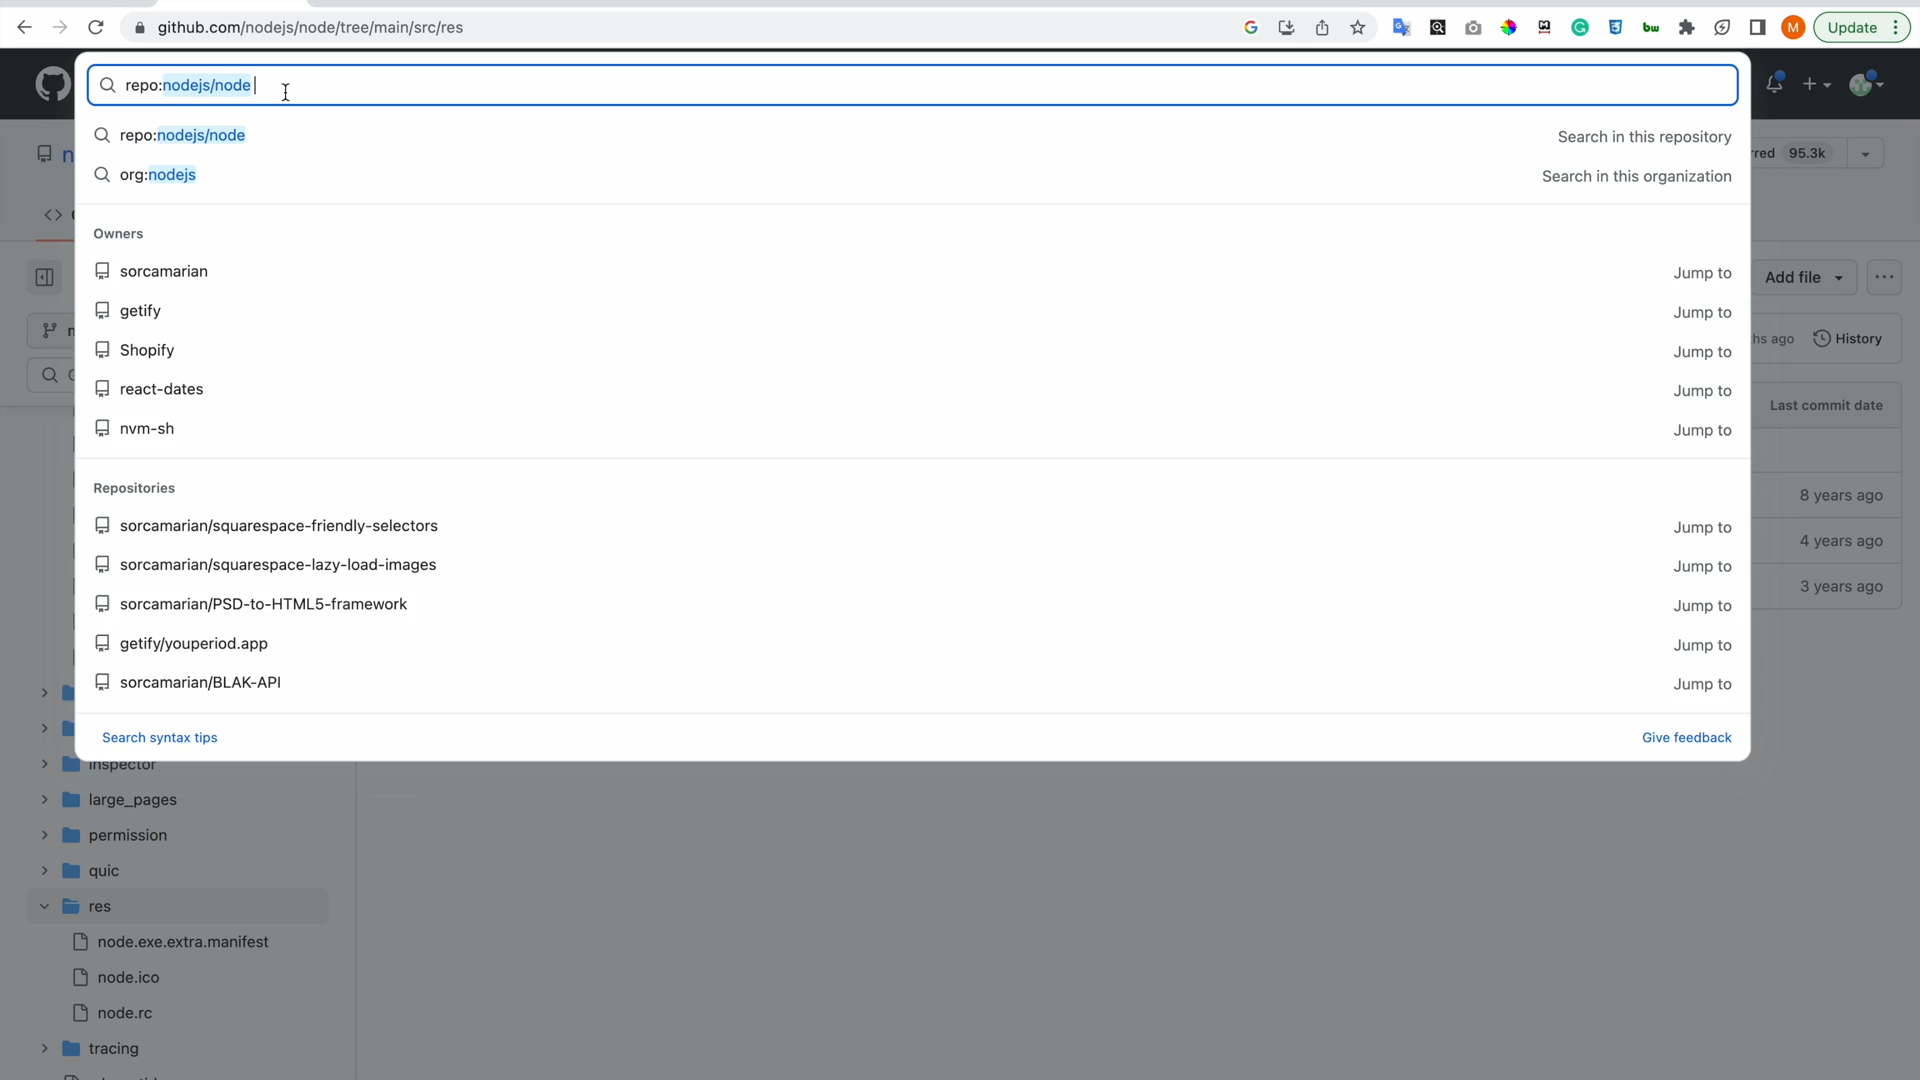 github.com/nodejs/node/tree/main/src/res
M
Update
repo:nodejs/node
repo:nodejs/node
Search in this repository
org:nodejs
Search in this organization
95.3k
Owners
sorcamarian
Jump to
getify
Jump to
Shopify
Jump to
react-dates
Jump to
nvm-sh
Jump to
Repositories
sorcamarian/squarespace-friendly-selectors
Jump to
sorcamarian/squarespace-lazy-load-images
Jump to
sorcamarian/PSD-to-HTML5-framework
Jump to
getify/youperiod.app
Jump to
sorcamarian/BLAK-API
Jump to
Search syntax tips
Give feedback
Add file
ago
History
Last commit date
8 years ago
4 years ago
3 years ago
inspector
large_pages
permission
quic
res
node.exe.extra.manifest
node.ico
node.rc
tracing